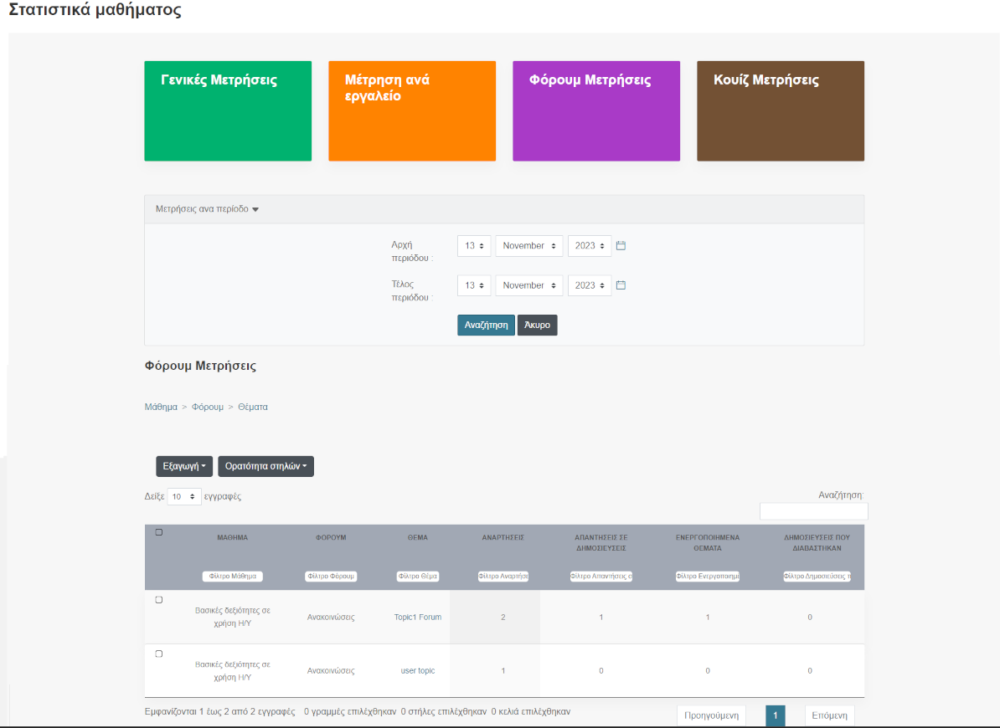 Στατιστικά μαθήματος
Γενικές Μετρήσεις
Μέτρηση ανά
εργαλείο
Φόρουμ Μετρήσεις
Κουίζ Μετρήσεις
Μετρήσεις ανα περίοδο
Αρχή
περιόδου :
13 November 2023
Τέλος
περιόδου :
13 November 2023
Αναζήτηση Άκυρο
Φόρουμ Μετρήσεις
Μάθημα > Φόρουμ > Θέματα
Εξαγωγή Ορατότητα στηλών
Δείξε 10 εγγραφές
Αναζήτηση:
ΜΑΘΗΜΑ ΦΟΡΟΥΜ ΘΕΜΑ ΑΝΑΡΤΗΣΕΙΣ ΑΠΑΝΤΗΣΕΙΣ ΣΕ ΕΝΕΡΓΟΠΟΙΗΜΕΝΑ ΔΗΜΟΣΙΕΥΣΕΙΣ ΠΟΥ
ΔΗΜΟΣΙΕΥΣΕΙΣ ΘΕΜΑΤΑ ΔΙΑΒΑΣΤΗΚΑΝ
Φίλτρο Μάθημα Φίλτρο Φόρουμ Φίλτρο Θέμα Φίλτρο Αναρτήσε Φίλτρο Απαντήσεις σ Φίλτρο Ενεργοποιημ Φίλτρο Δημοσιεύσεις π
Βασικές δεξιότητες σε
χρήση Η/Υ
Ανακοινώσεις Topic1 Forum 2 1 1 0
Βασικές δεξιότητες σε
χρήση Η/Υ
Ανακοινώσεις user topic 1 0 0 0
Εμφανίζονται 1 έως 2 από 2 εγγραφές 0 γραμμές επιλέχθηκαν 0 στήλες επιλέχθηκαν 0 κελιά επιλέχθηκαν
Προηγούμενη 1 Επόμενη